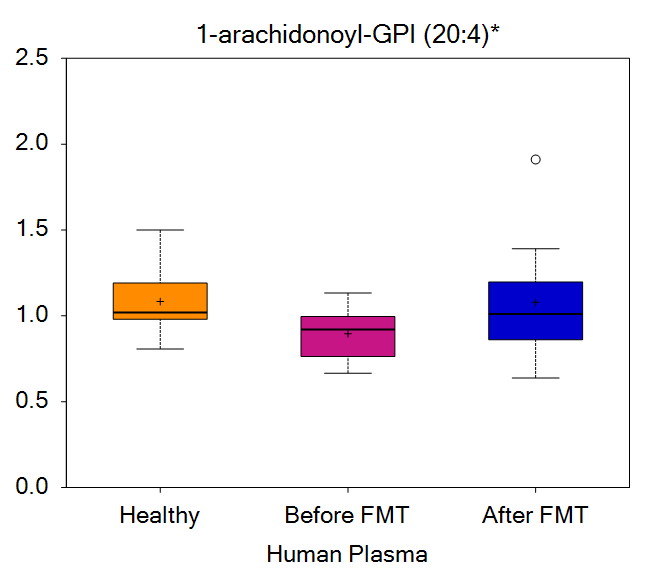 1-arachidonoyl-GPI (20:4)*
2.5
2.0
1.5
1.0
0.5
0.0
Healthy Before FMT After FMT
Human Plasma